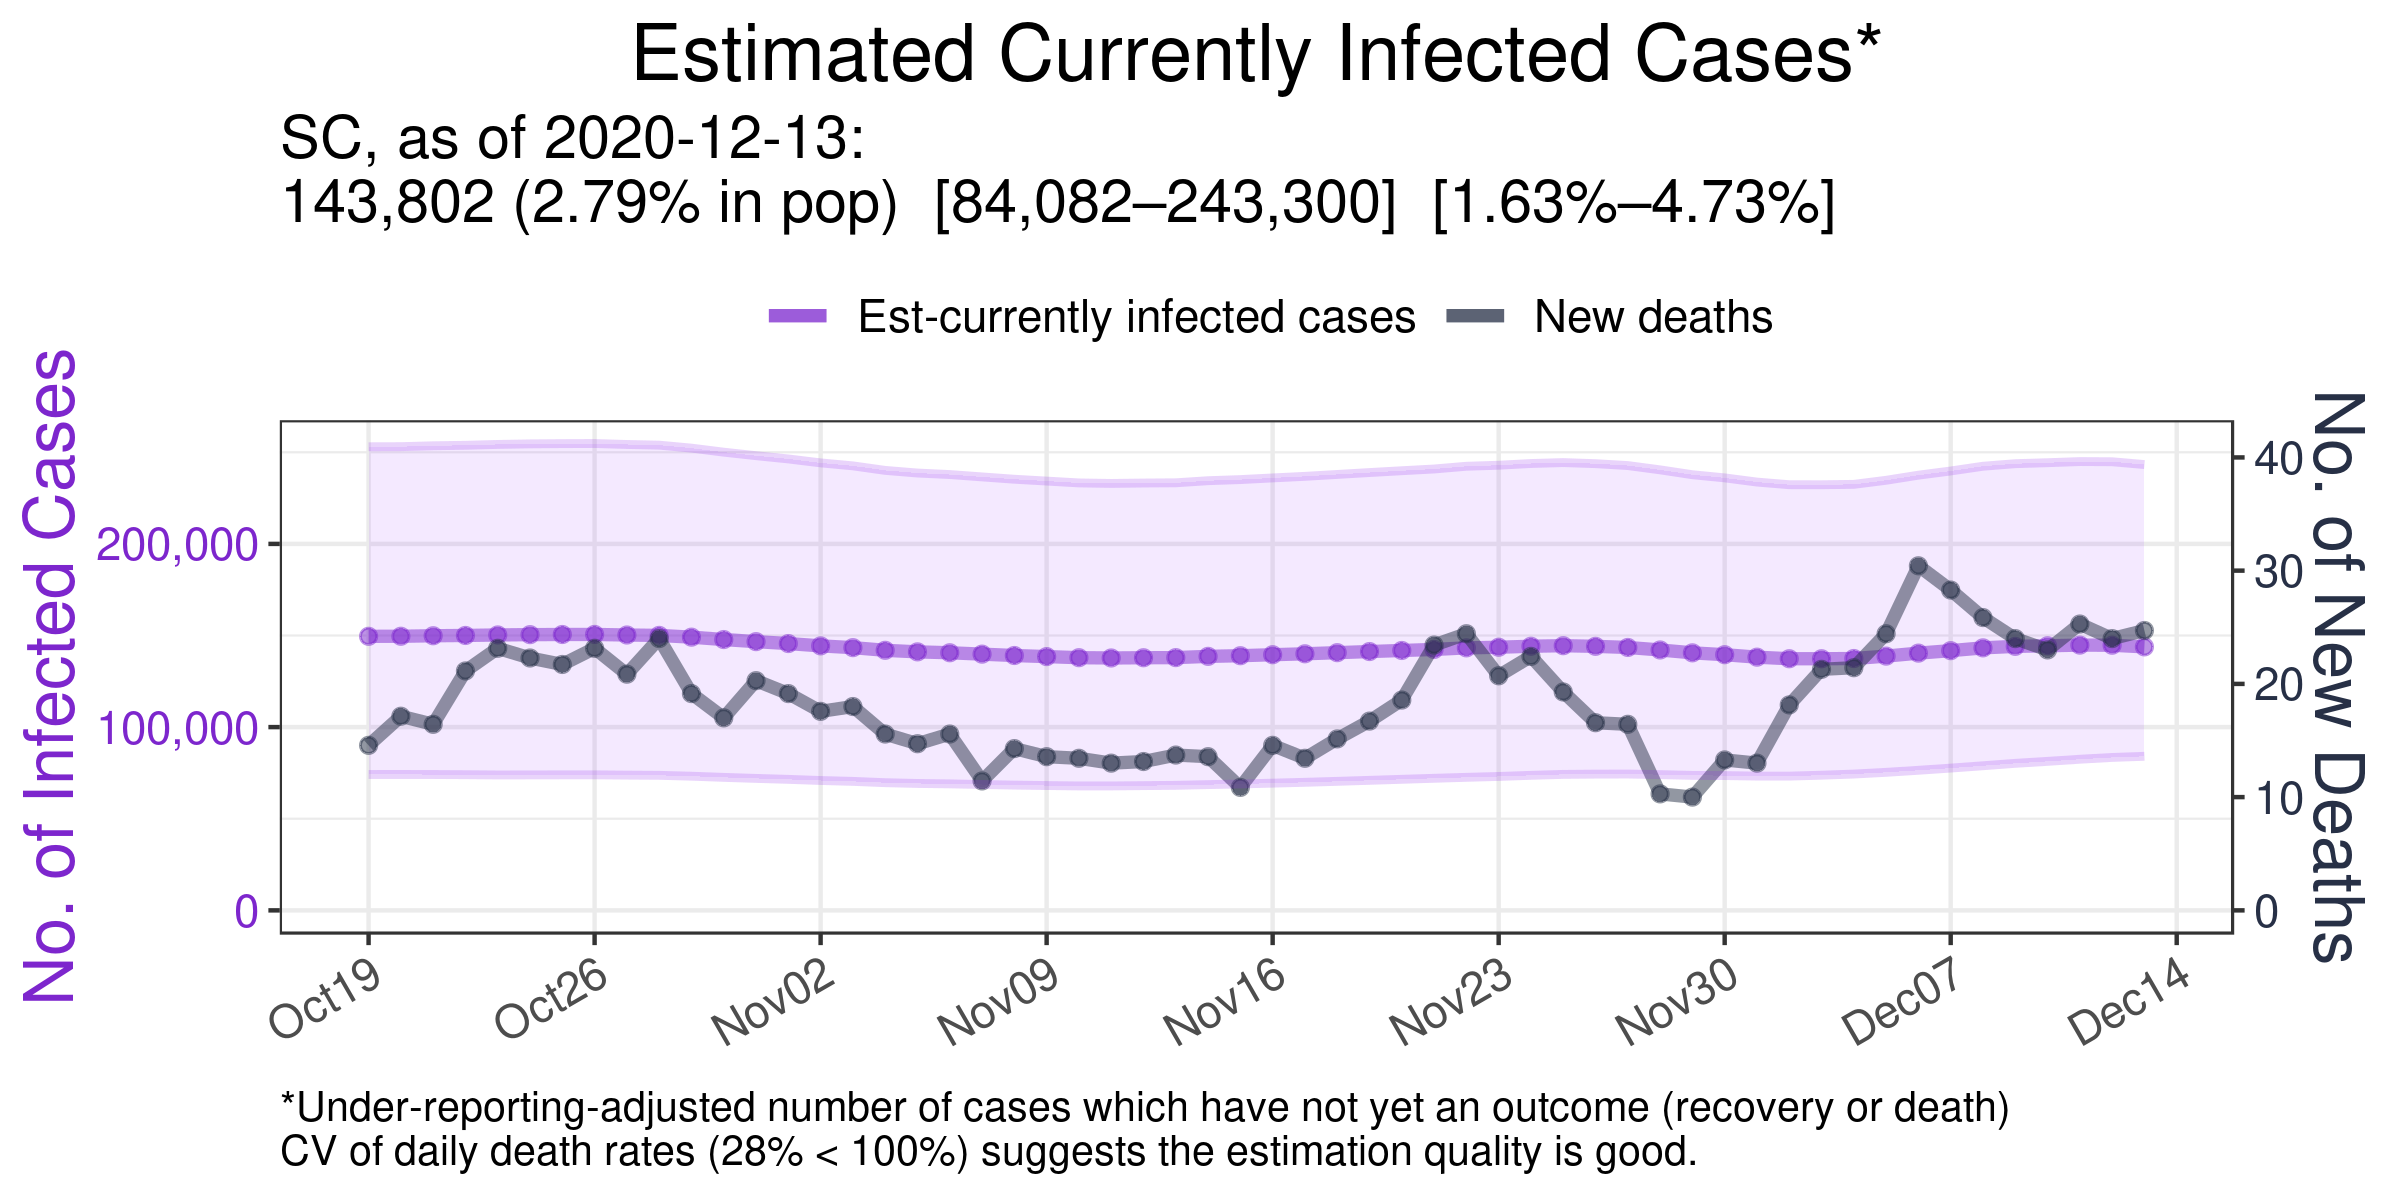 Estimated Currently Infected Cases*
SC, as of 2020-12-13:
143,802 (2.79% in pop)  [84,082–243,300]  [1.63%–4.73%]
Est-currently infected cases
New deaths
No. of Infected Cases
200,000
100,000
0
40
30
20
10
0
No. of New Deaths
Oct19
Oct26
Nov02
Nov09
Nov16
Nov23
Nov30
Dec07
Dec14
*Under-reporting-adjusted number of cases which have not yet an outcome (recovery or death)
CV of daily death rates (28% < 100%) suggests the estimation quality is good.